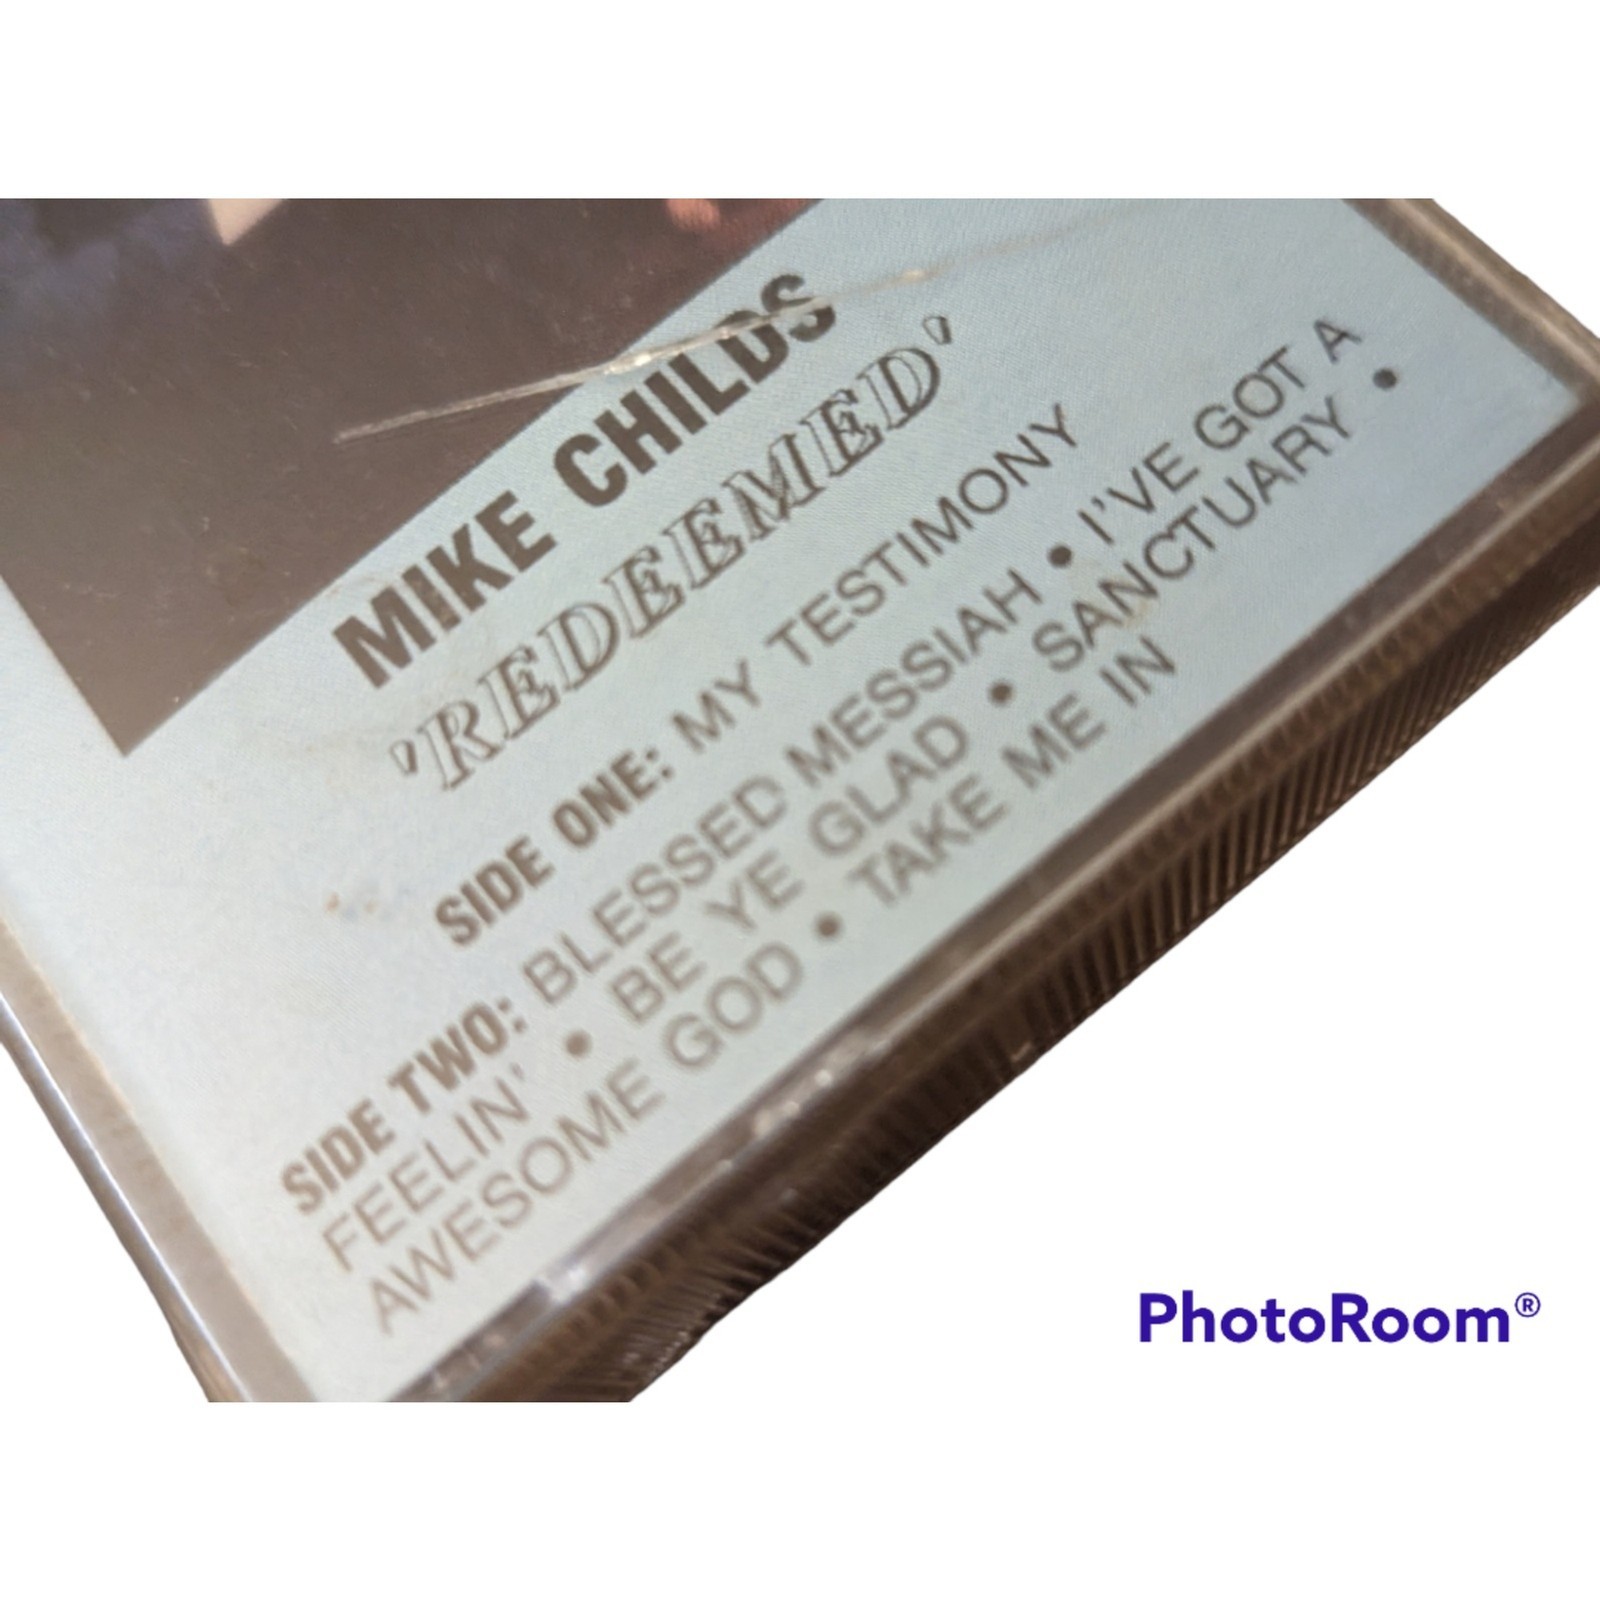 MIKE CHILDS
'REDEEMED'
SIDE ONE: MY TESTIMONY
SIDE TWO: BLESSED MESSIAH • I'VE GOT A
FEELIN' • BE YE GLAD • SANCTUARY •
AWESOME GOD • TAKE ME IN
PhotoRoom®